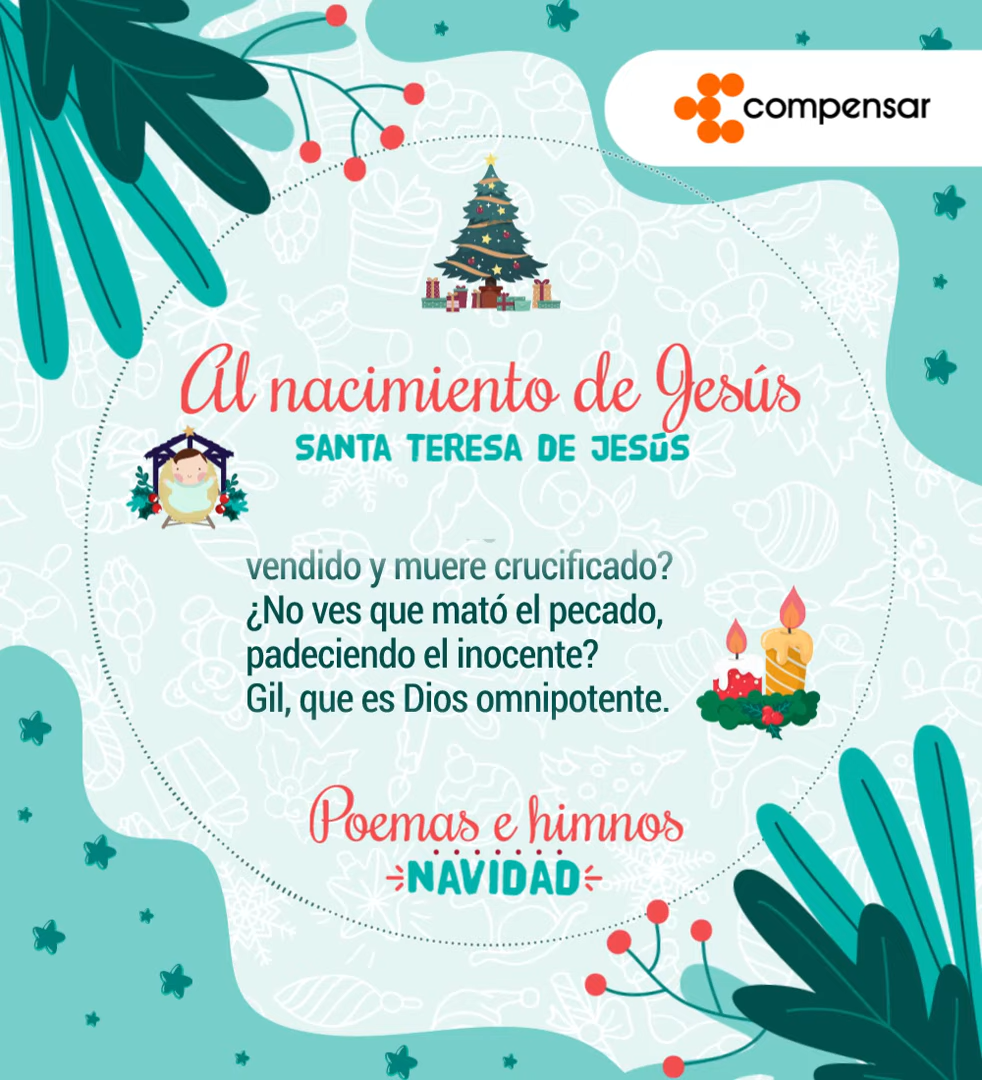 compensar
Al nacimiento de Jesús
SANTA TERESA DE JESÚS
vendido y muere crucificado?
¿No ves que mató el pecado,
padeciendo el inocente?
Gil, que es Dios omnipotente.
Poemas e himnos
NAVIDAD